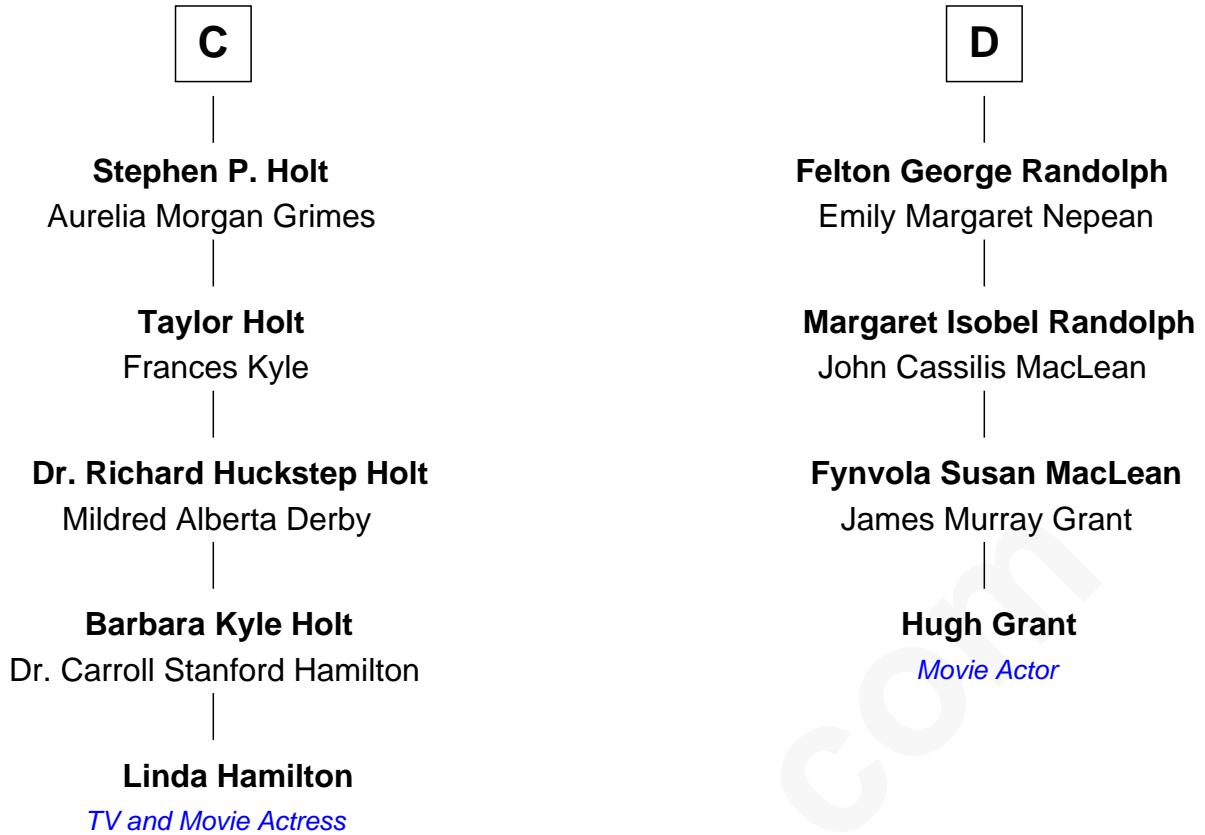 C
Stephen P. Holt
Aurelia Morgan Grimes
Taylor Holt
Frances Kyle
Dr. Richard Huckstep Holt
Mildred Alberta Derby
Barbara Kyle Holt
Dr. Carroll Stanford Hamilton
Linda Hamilton
TV and Movie Actress
D
Felton George Randolph
Emily Margaret Nepean
Margaret Isobel Randolph
John Cassilis MacLean
Fynvola Susan MacLean
James Murray Grant
Hugh Grant
Movie Actor
com